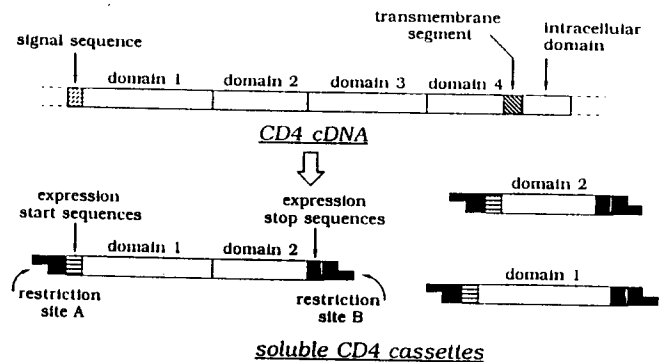 signal sequence
transmembrane
segment
intracellular
domain
domain 1
domain 2
domain 3
domain 4
CD4 cDNA
expression
start sequences
expression
stop sequences
domain 1
domain 2
restriction
site A
restriction
site B
domain 2
domain 1
soluble CD4 cassettes